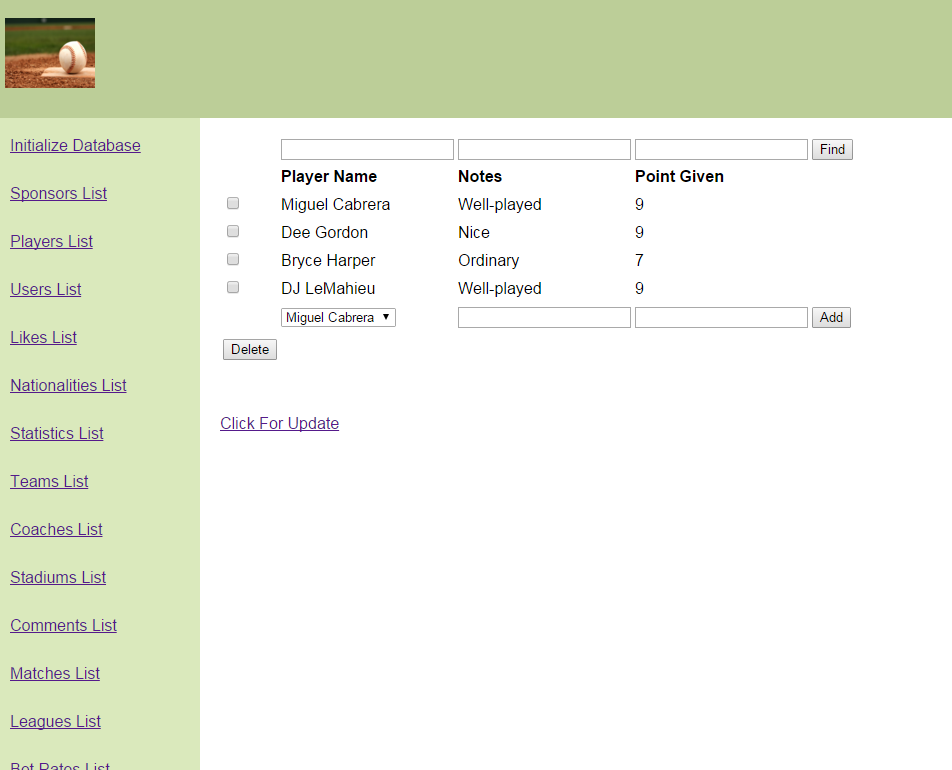 Initialize Database
Sponsors List
Players List
Users List
Likes List
Nationalities List
Statistics List
Teams List
Coaches List
Stadiums List
Comments List
Matches List
Leagues List
Bet Rates List
Find
Player Name Notes Point Given
Miguel Cabrera Well-played 9
Dee Gordon Nice 9
Bryce Harper Ordinary 7
DJ LeMahieu Well-played 9
Miguel Cabrera Add
Delete
Click For Update